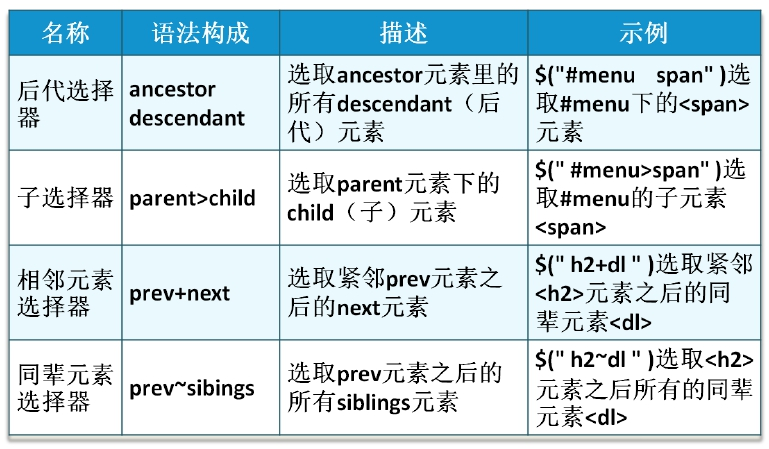 名称
语法构成
描述
示例
后代选择
器
ancestor
descendant
选取ancestor元素里的
所有descendant（后
代）元素
$("#menu   span" )选
取#menu下的<span>
元素
子选择器
parent>child
选取parent元素下的
child（子）元素
$(" #menu>span" )选
取#menu的子元素
<span>
相邻元素
选择器
prev+next
选取紧邻prev元素之
后的next元素
$(" h2+dl " )选取紧邻
<h2>元素之后的同
辈元素<dl>
同辈元素
选择器
prev~sibings
选取prev元素之后的
所有siblings元素
$(" h2~dl " )选取<h2>
元素之后所有的同辈
元素<dl>